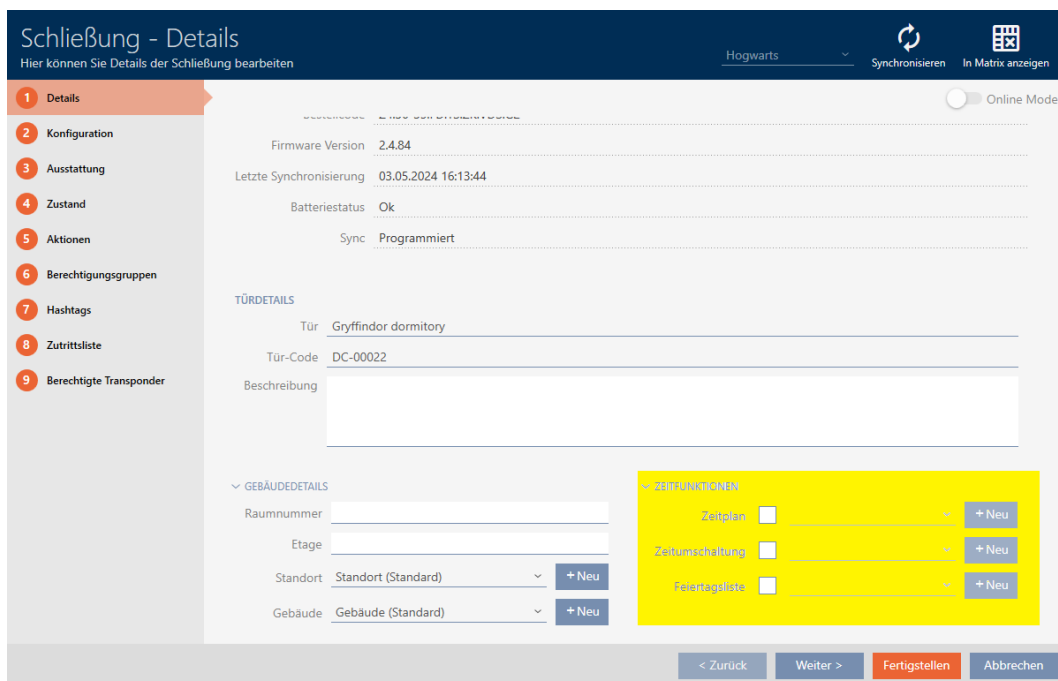 Schließung - Details
Hier können Sie Details der Schließung bearbeiten
Hogwarts
Synchronisieren
In Matrix anzeigen
1 Details
2 Konfiguration
3 Ausstattung
4 Zustand
5 Aktionen
6 Berechtigungsgruppen
7 Hashtags
8 Zutrittsliste
9 Berechtigte Transponder
Online Mode
Firmware Version 2.4.84
Letzte Synchronisierung 03.05.2024 16:13:44
Batteriestatus Ok
Sync Programmiert
TÜRDETAILS
Tür Gryffindor dormitory
Tür-Code DC-00022
Beschreibung
GEBÄUDEDETAILS
Raumnummer
Etage
Standort Standort (Standard) + Neu
Gebäude Gebäude (Standard) + Neu
ZEITFUNKTIONEN
Zeitplan + Neu
Zeitumschaltung + Neu
Feiertagsliste + Neu
< Zurück Weiter > Fertigstellen Abbrechen